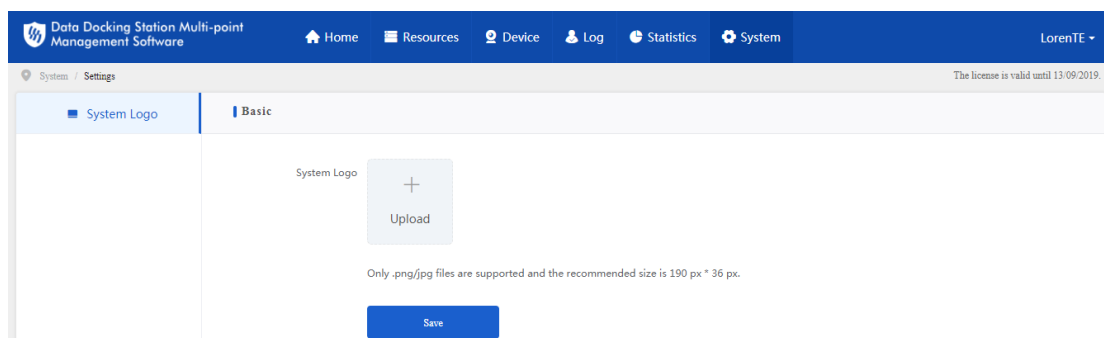 Data Docking Station Multi-point
Management Software
Home Resources Device Log Statistics System LorenTE
System / Settings The license is valid until 13/09/2019.
System Logo Basic
System Logo
Upload
Only .png/jpg files are supported and the recommended size is 190 px * 36 px.
Save